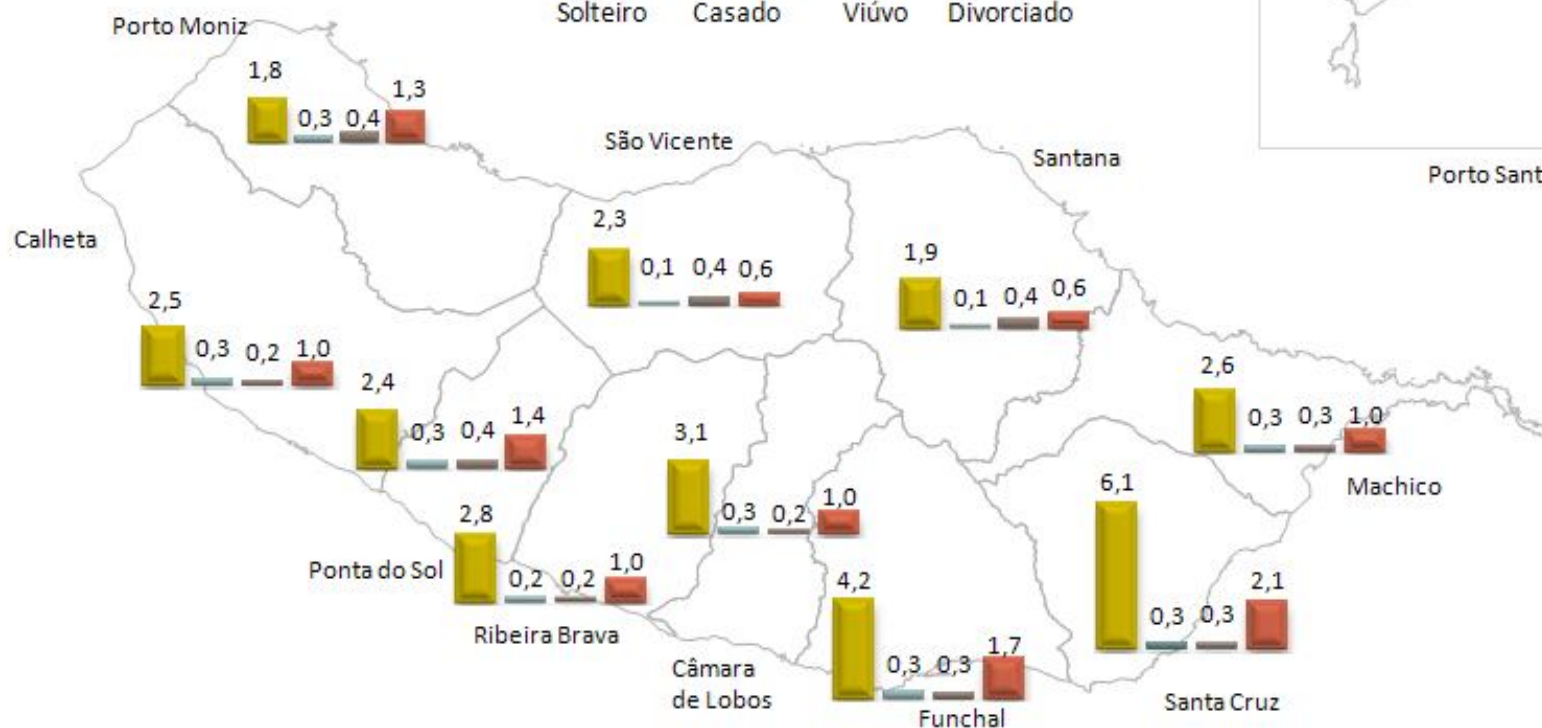 Solteiro Casado Viúvo Divorciado
Porto Moniz
1,8 0,3 0,4 1,3
São Vicente
2,3 0,1 0,4 0,6
Santana
1,9 0,1 0,4 0,6
Porto Sant
Calheta
2,5 0,3 0,2 1,0
2,4 0,3 0,4 1,4
Ponta do Sol
2,8 0,2 0,2 1,0
Ribeira Brava
3,1 0,3 0,2 1,0
Câmara
de Lobos
4,2 0,3 0,3 1,7
Funchal
6,1 0,3 0,3 2,1
Santa Cruz
2,6 0,3 0,3 1,0
Machico